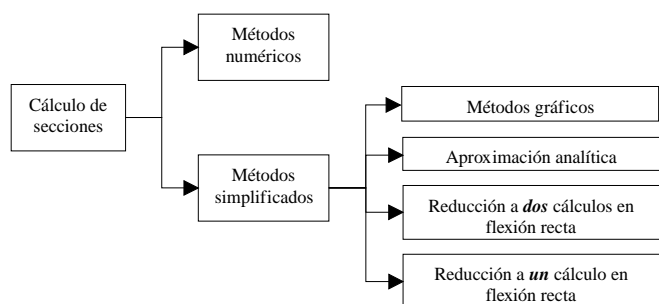 Cálculo de
secciones
Métodos
numéricos
Métodos
simplificados
Métodos gráficos
Aproximación analítica
Reducción a dos cálculos en
flexión recta
Reducción a un cálculo en
flexión recta